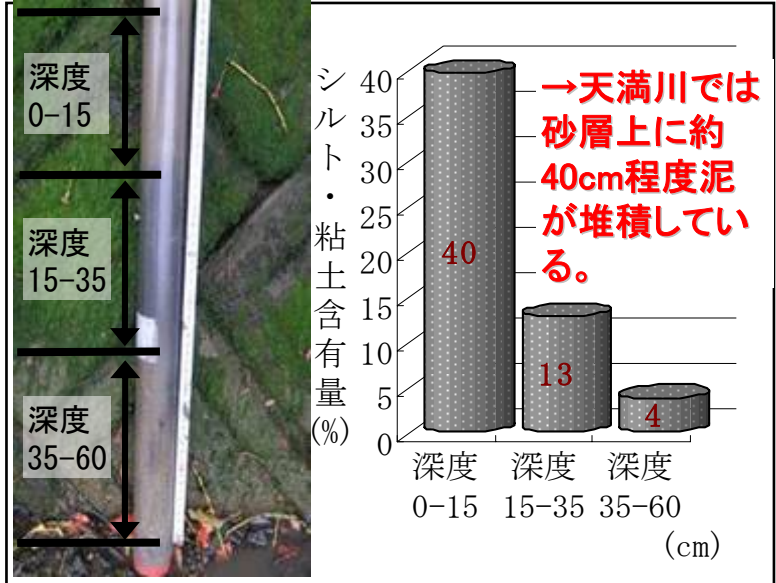 深度
0-15
深度
15-35
深度
35-60
シルト・粘土含有量
(%)
40
35
30
25
20
15
10
5
0
→天満川では
砂層上に約
40cm程度泥
が堆積してい
る。
40
13
4
深度 深度 深度
0-15 15-35 35-60
(cm)